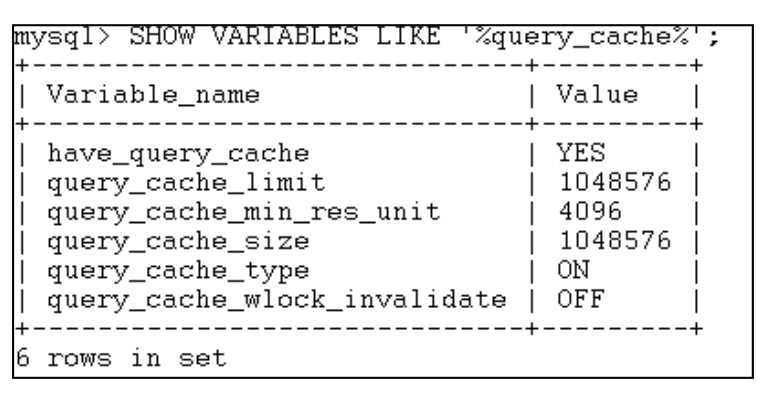 mysql> SHOW VARIABLES LIKE '%query_cache%';
+------------------------------+---------+
| Variable_name                | Value   |
+------------------------------+---------+
| have_query_cache             | YES     |
| query_cache_limit            | 1048576 |
| query_cache_min_res_unit     | 4096    |
| query_cache_size             | 1048576 |
| query_cache_type             | ON      |
| query_cache_wlock_invalidate | OFF     |
+------------------------------+---------+
6 rows in set